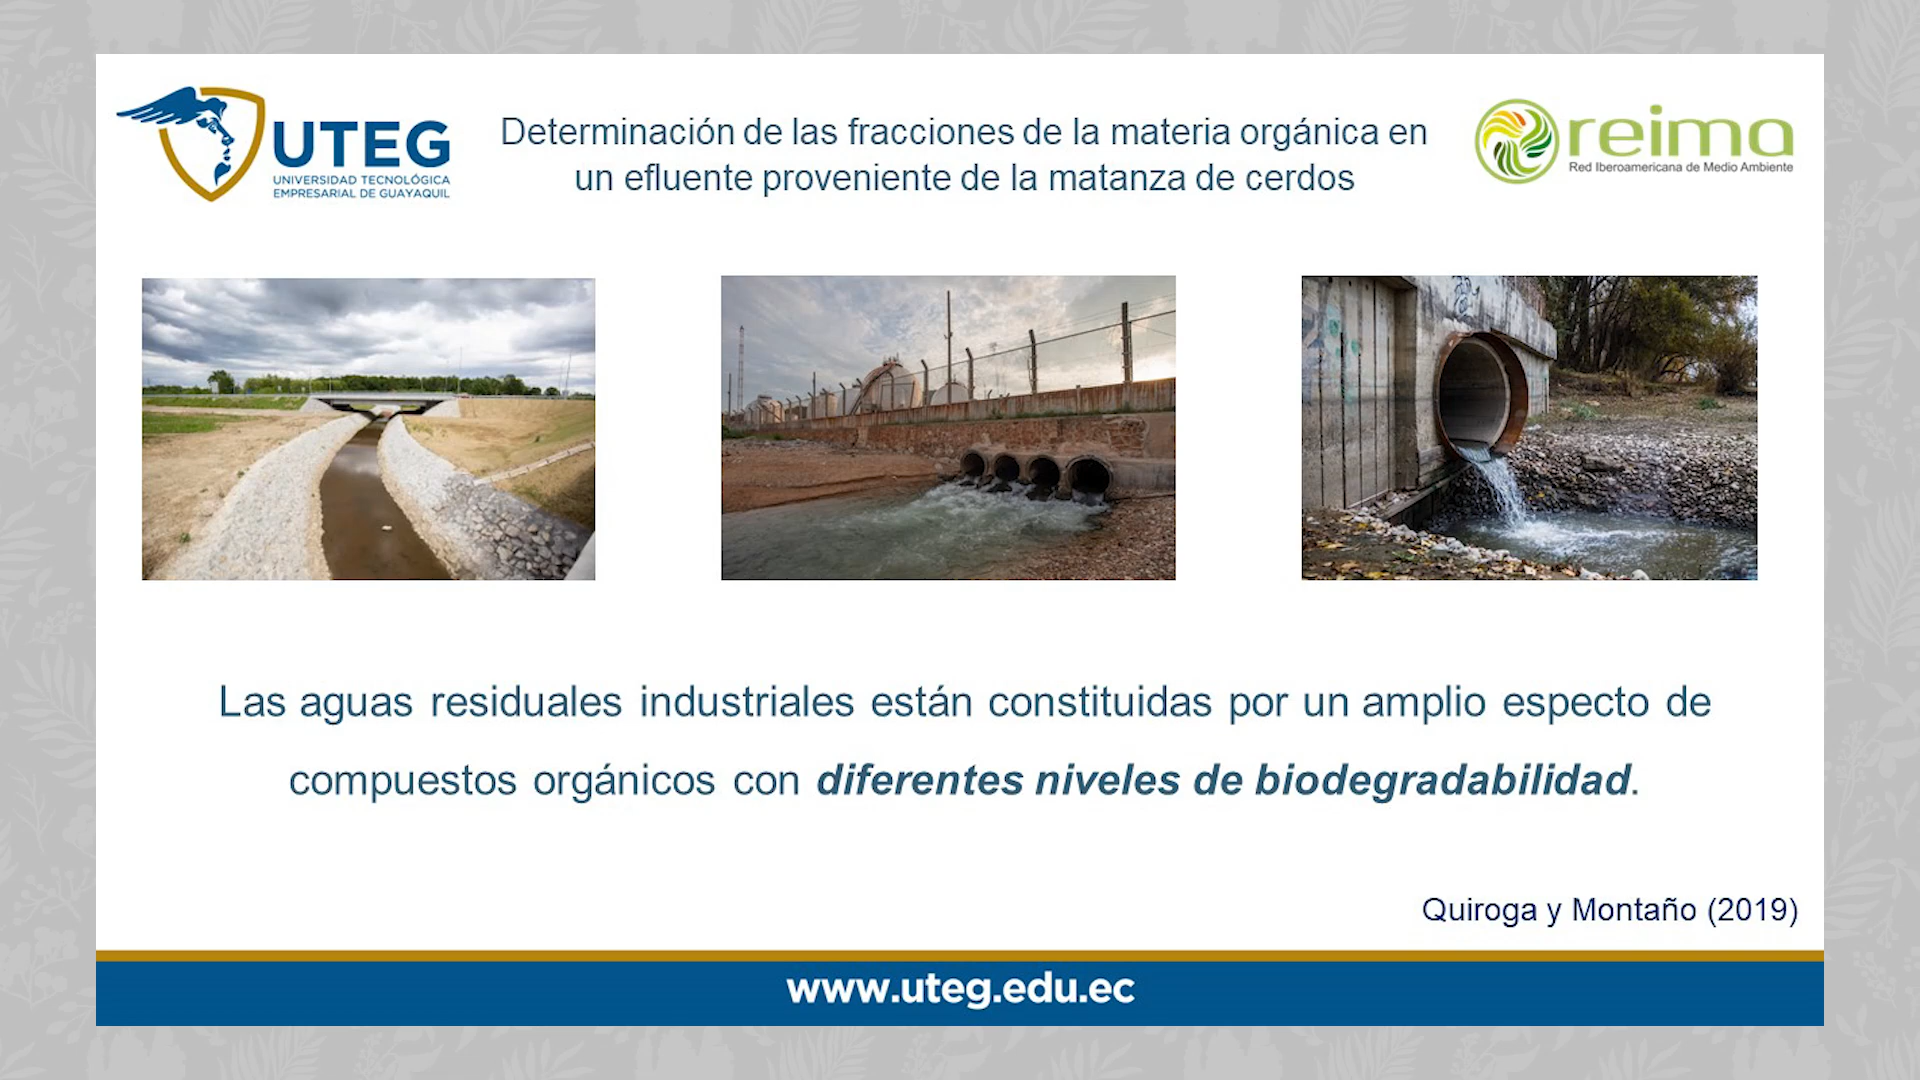 UTEG
UNIVERSIDAD TECNOLÓGICA
EMPRESARIAL DE GUAYAQUIL
Determinación de las fracciones de la materia orgánica en
un efluente proveniente de la matanza de cerdos
reima
Red Iberoamericana de Medio Ambiente
Las aguas residuales industriales están constituidas por un amplio especto de
compuestos orgánicos con diferentes niveles de biodegradabilidad.
Quiroga y Montaño (2019)
www.uteg.edu.ec